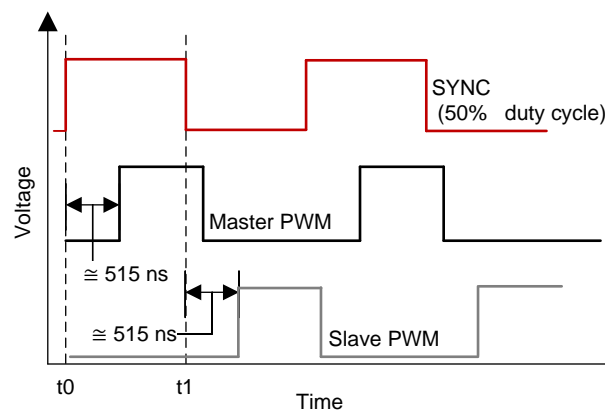 SYNC
(50% duty cycle)
Voltage
Master PWM
≅ 515 ns
≅ 515 ns
Slave PWM
t0
t1
Time